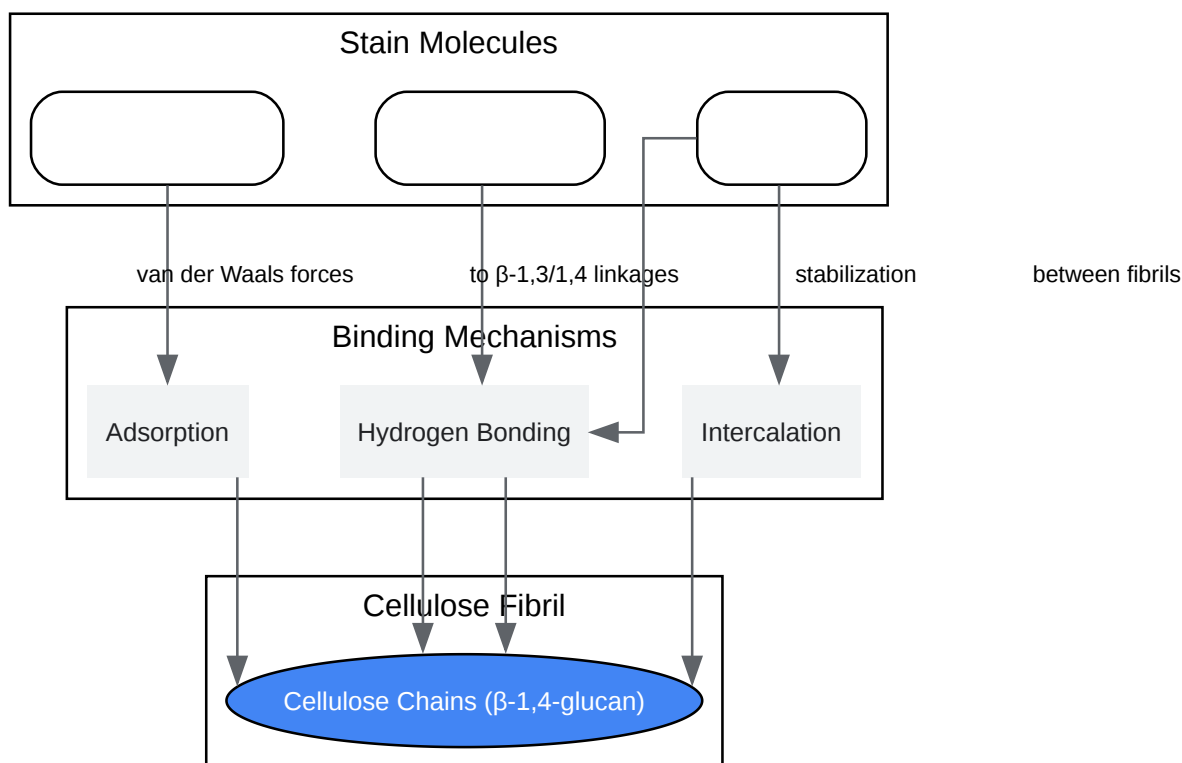 Stain Molecules
van der Waals forces
to β-1,3/1,4 linkages
stabilization
between fibrils
Binding Mechanisms
Adsorption
Hydrogen Bonding
Intercalation
Cellulose Fibril
Cellulose Chains (β-1,4-glucan)